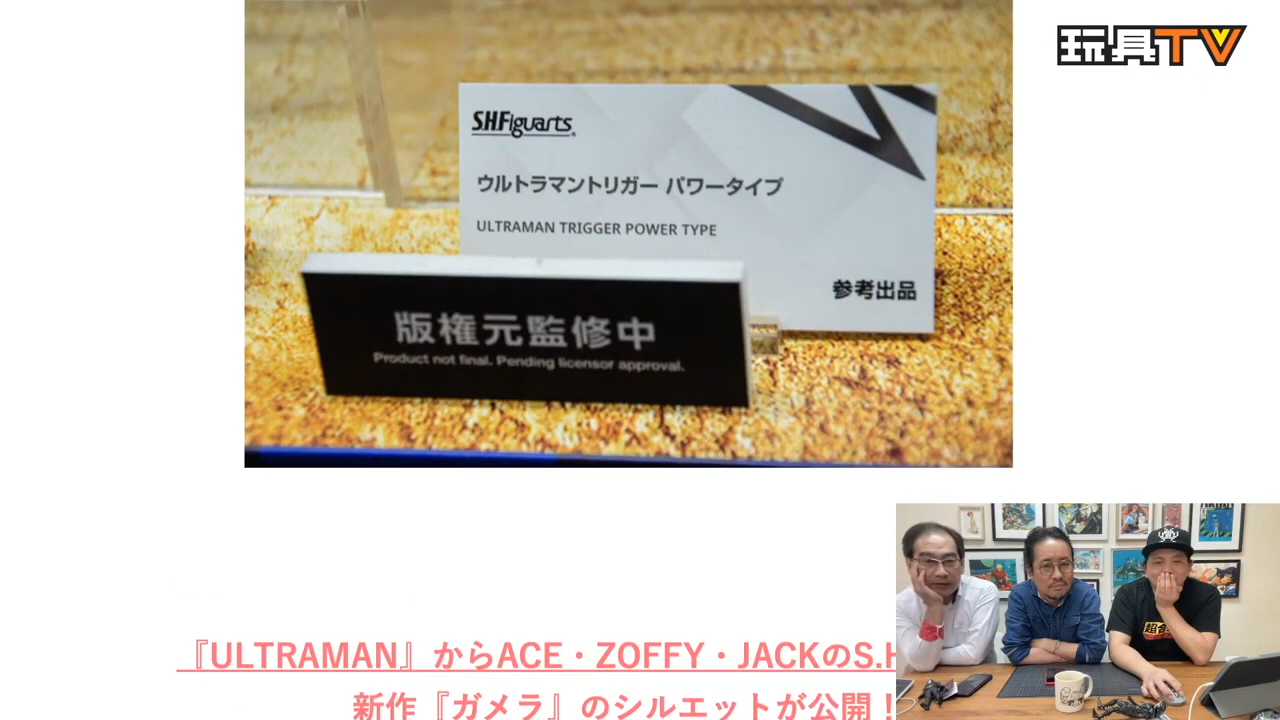 玩具TV
S.H.Figuarts
ウルトラマントリガー パワータイプ
ULTRAMAN TRIGGER POWER TYPE
参考出品
版権元監修中
Product not final. Pending licensor approval.
『ULTRAMAN』からACE・ZOFFY・JACKのS.H
新作『ガメラ』のシルエットが公開！
超合